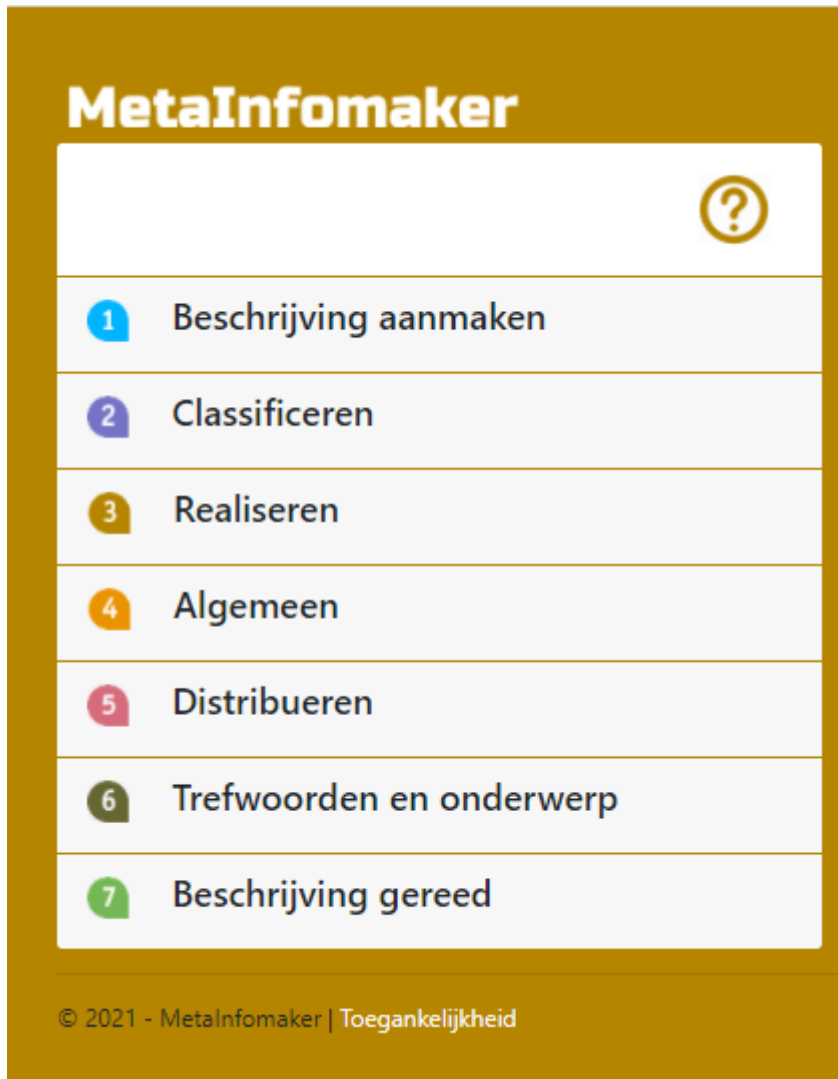 MetaInfomaker
?
1 Beschrijving aanmaken
2 Classificeren
3 Realiseren
4 Algemeen
5 Distribueren
6 Trefwoorden en onderwerp
7 Beschrijving gereed
© 2021 - MetaInfomaker | Toegankelijkheid